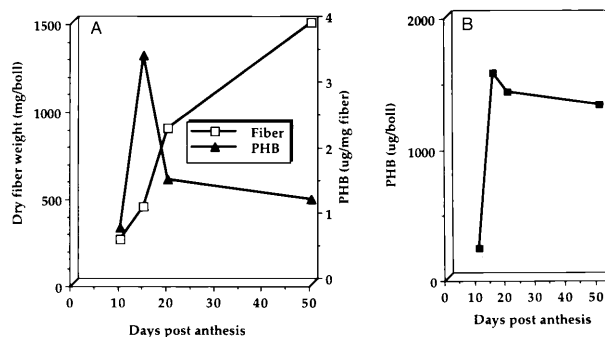 A
1500
1000
500
0
Dry fiber weight (mg/boll)
4
3
2
1
0
PHB (ug/mg fiber)
Fiber
PHB
0 10 20 30 40 50
Days post anthesis
B
2000
1000
0
PHB (ug/boll)
0 10 20 30 40 50
Days post anthesis